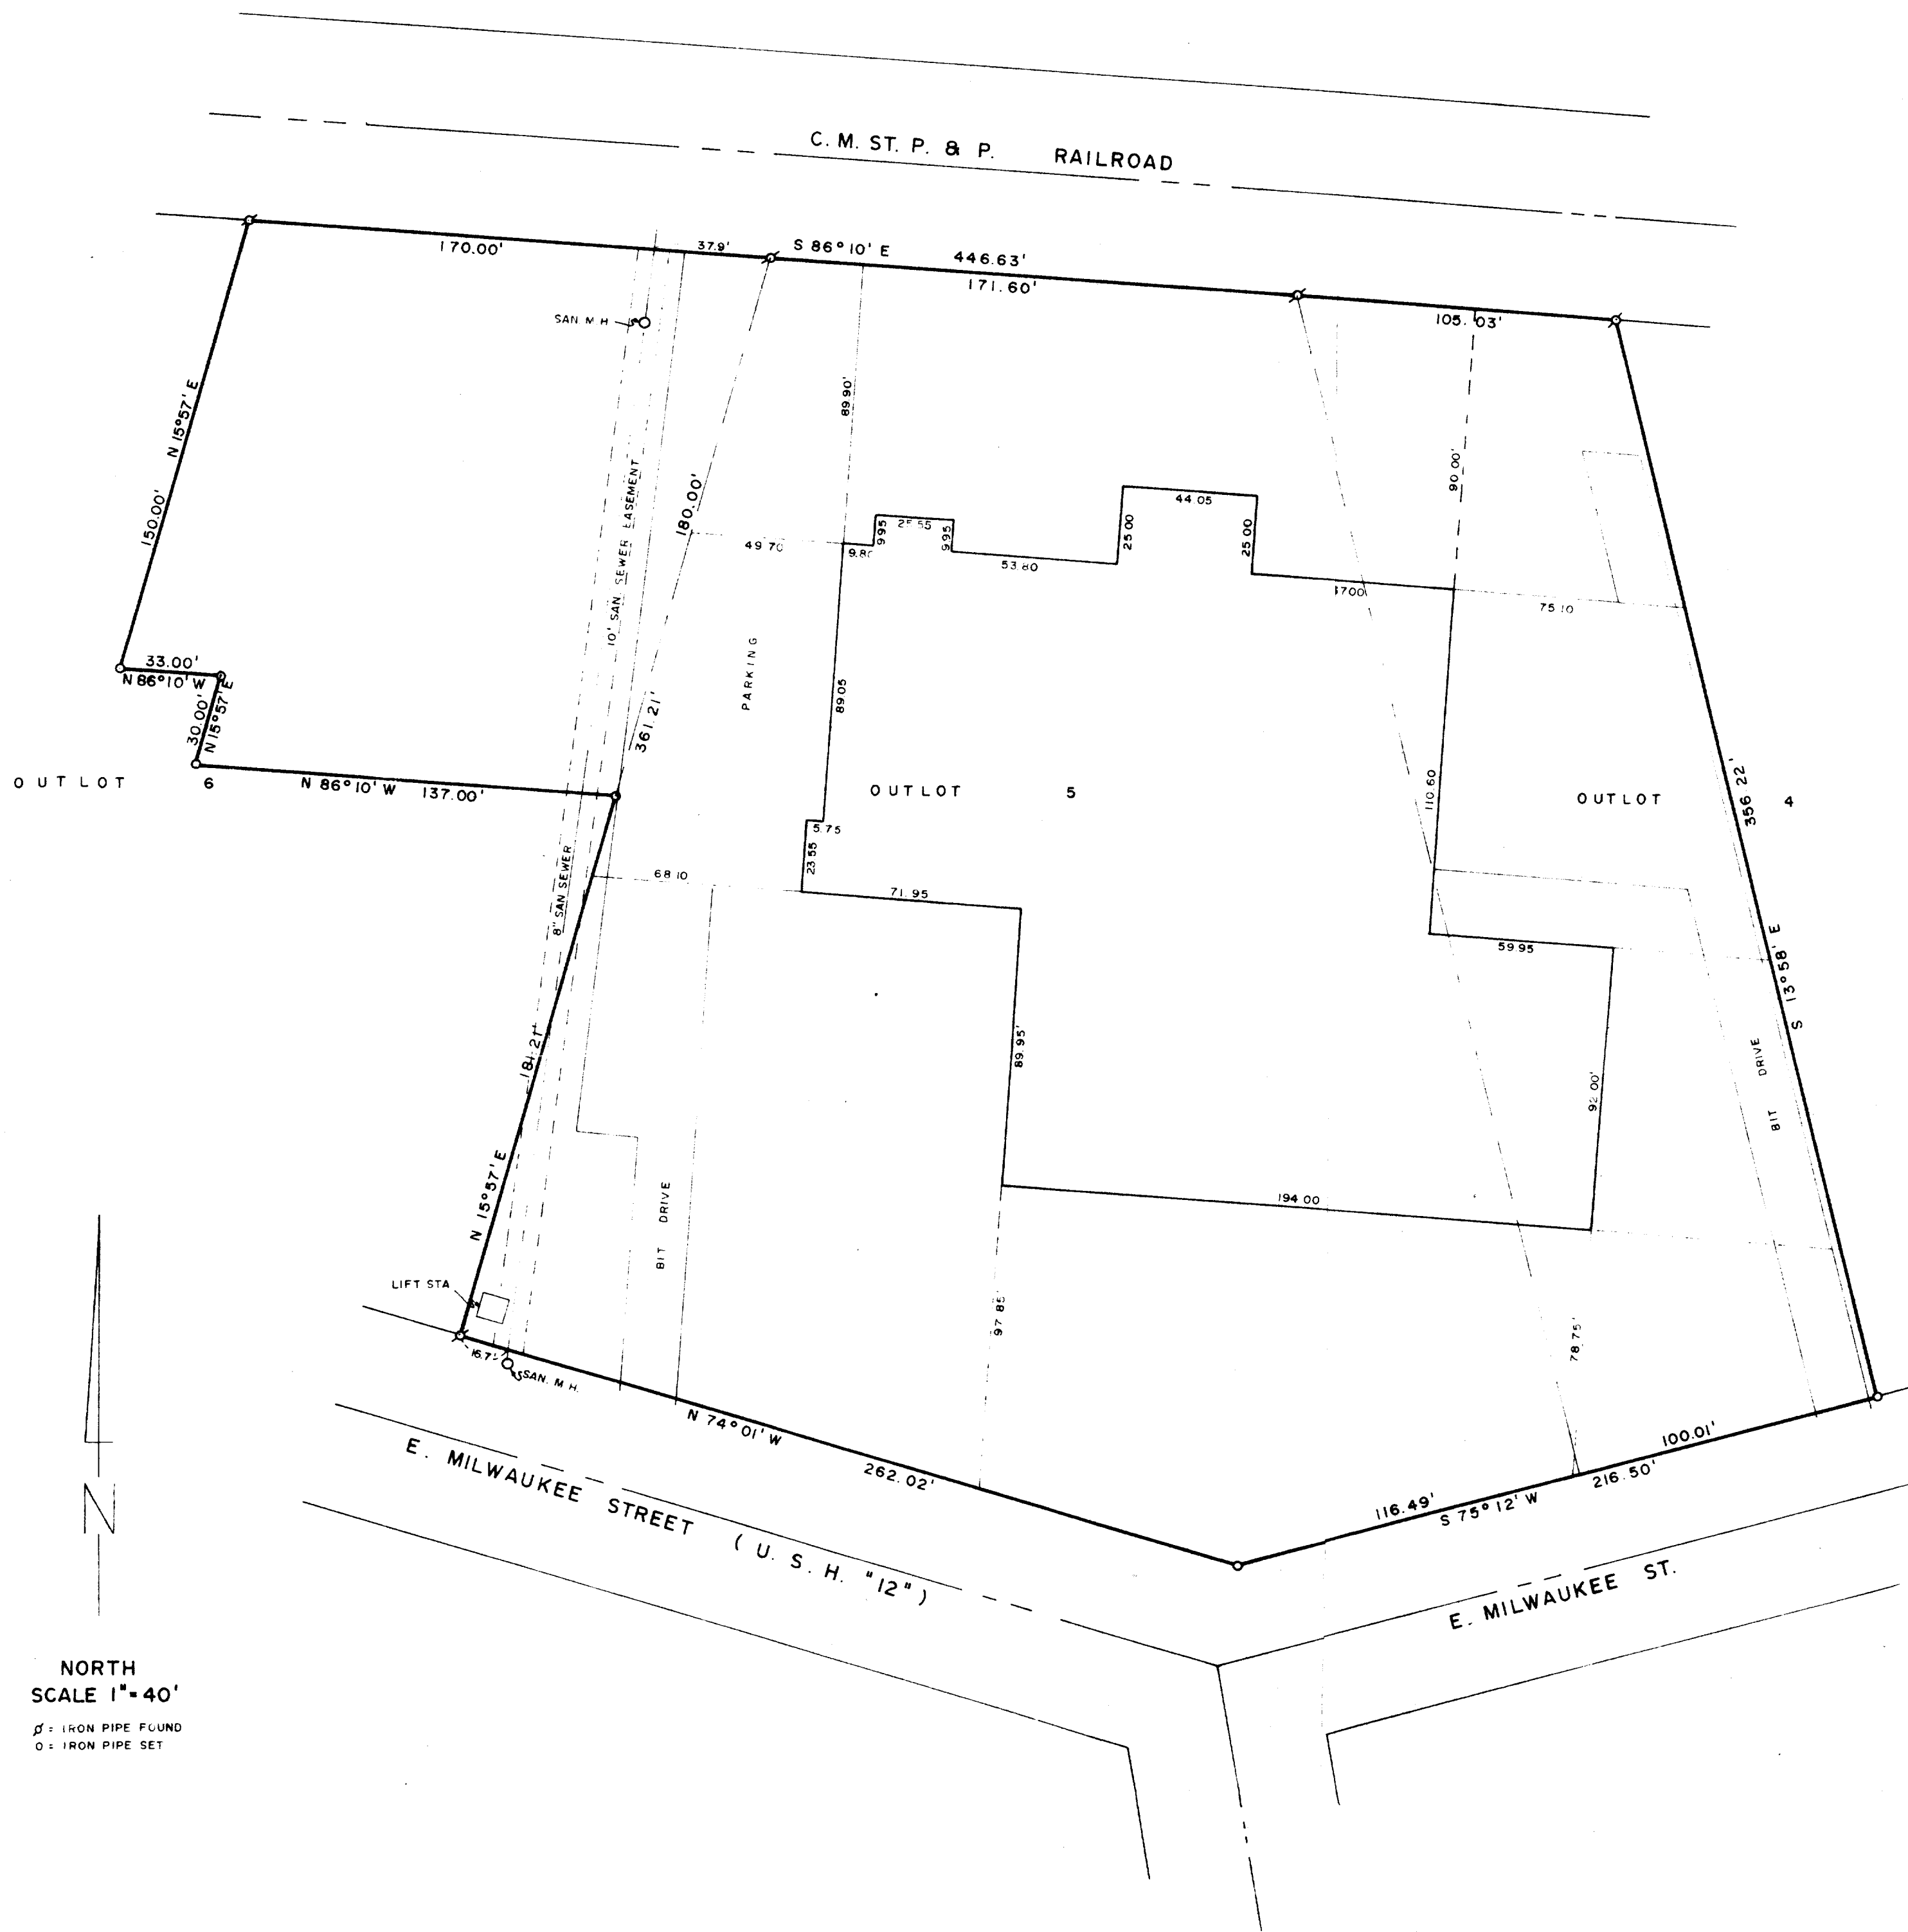 C. M. ST. P. & P. RAILROAD
170.00'
37.9'
S 86°10' E
446.63'
171.60'
105.03'
SAN M H
N 15°57' E
150.00'
10' SAN. SEWER EASEMENT
180.00'
89.90'
90.00'
44.05
25.55
9.95
9.95
25.00
25.00
49.70
9.80
53.80
75.10
33.00'
N 86°10' W
30.00'
N 15°57' E
PARKING
89.05
361.21'
OUTLOT 6
N 86°10' W 137.00'
OUTLOT 5
OUTLOT 4
110.60
356.22'
5.75
23.55
8" SAN SEWER
68.10
71.95
59.95
S 13°58' E
181.21'
89.95'
92.00'
BIT DRIVE
N 15°57' E
BIT DRIVE
194.00
LIFT STA
97.85'
78.75'
SAN. M H.
N 74°01' W
262.02'
100.01'
216.50'
116.49'
S 75°12' W
E. MILWAUKEE STREET (U. S. H. "12")
E. MILWAUKEE ST.
N
NORTH
SCALE 1"=40'
Ø = IRON PIPE FOUND
O = IRON PIPE SET